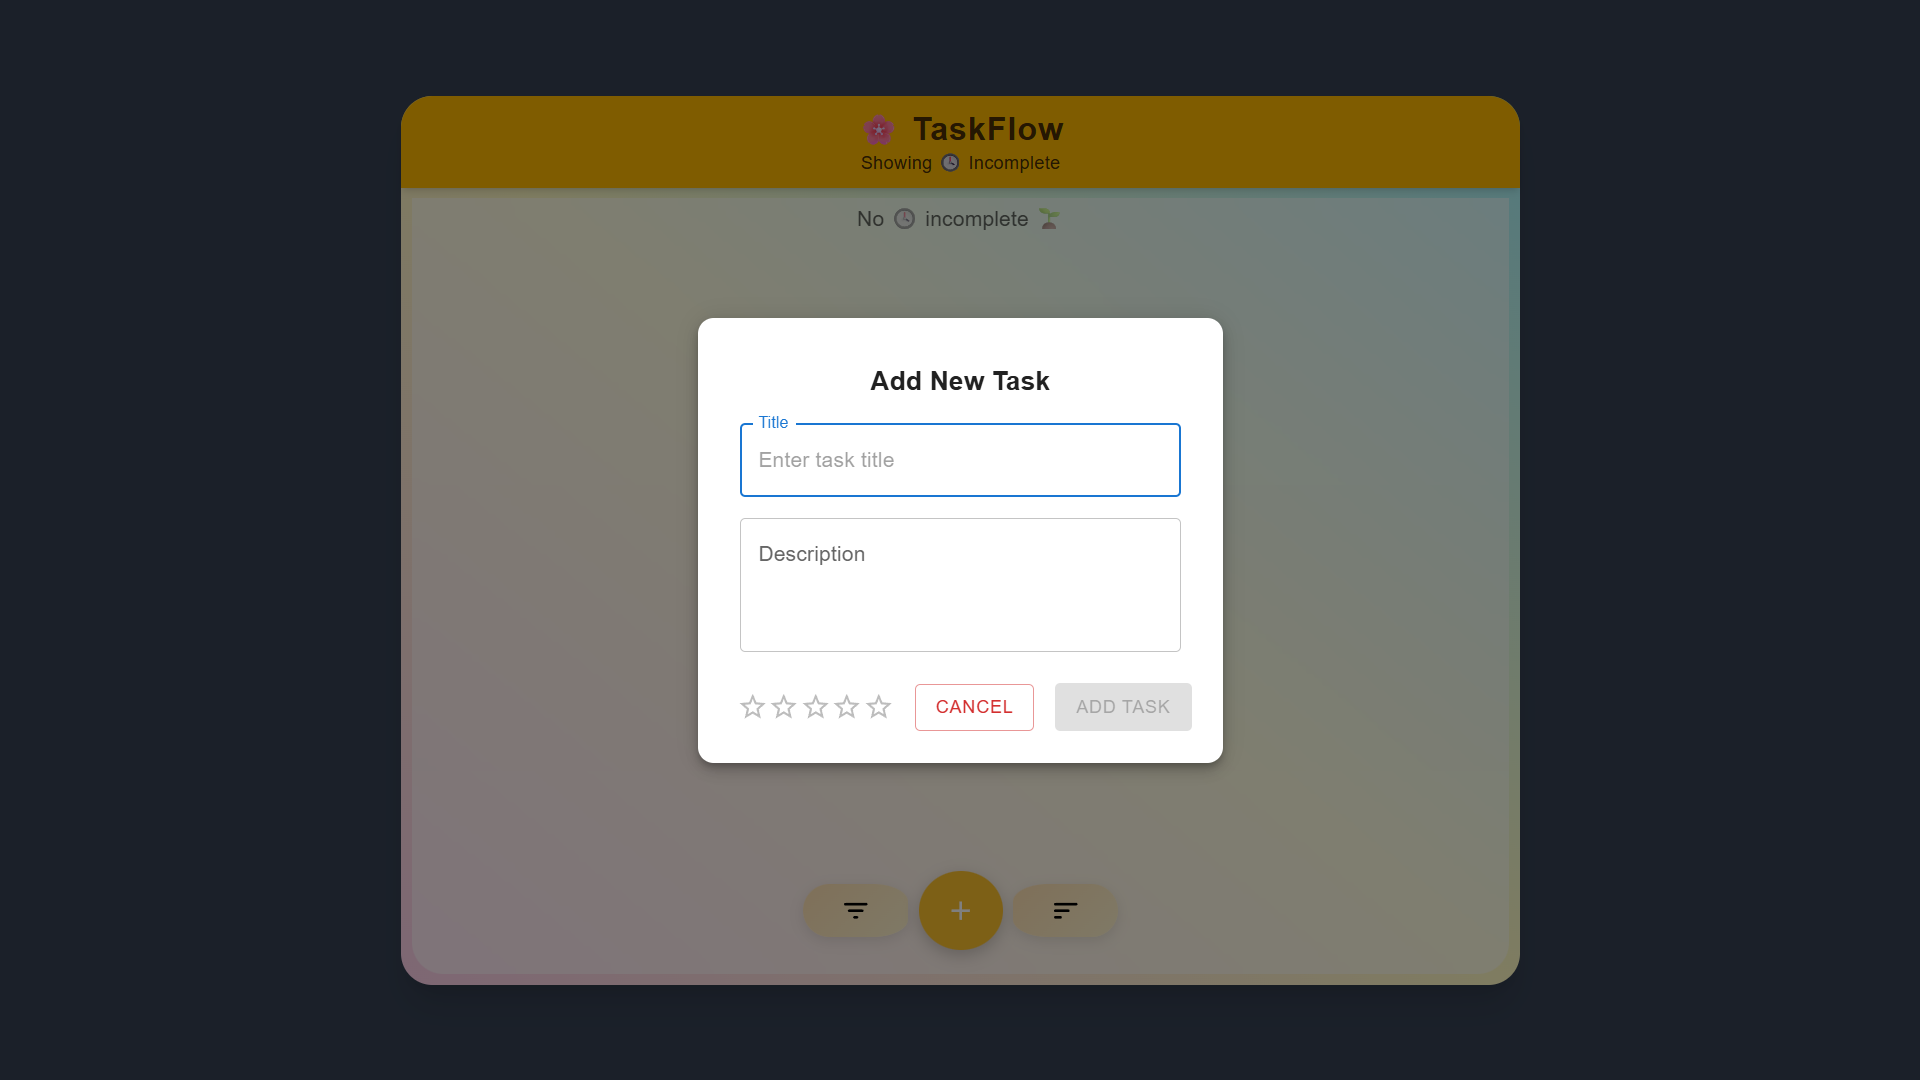 TaskFlow
Showing 🕓 Incomplete
No 🕓 incomplete 🌱
Add New Task
Title
Enter task title
Description
CANCEL
ADD TASK